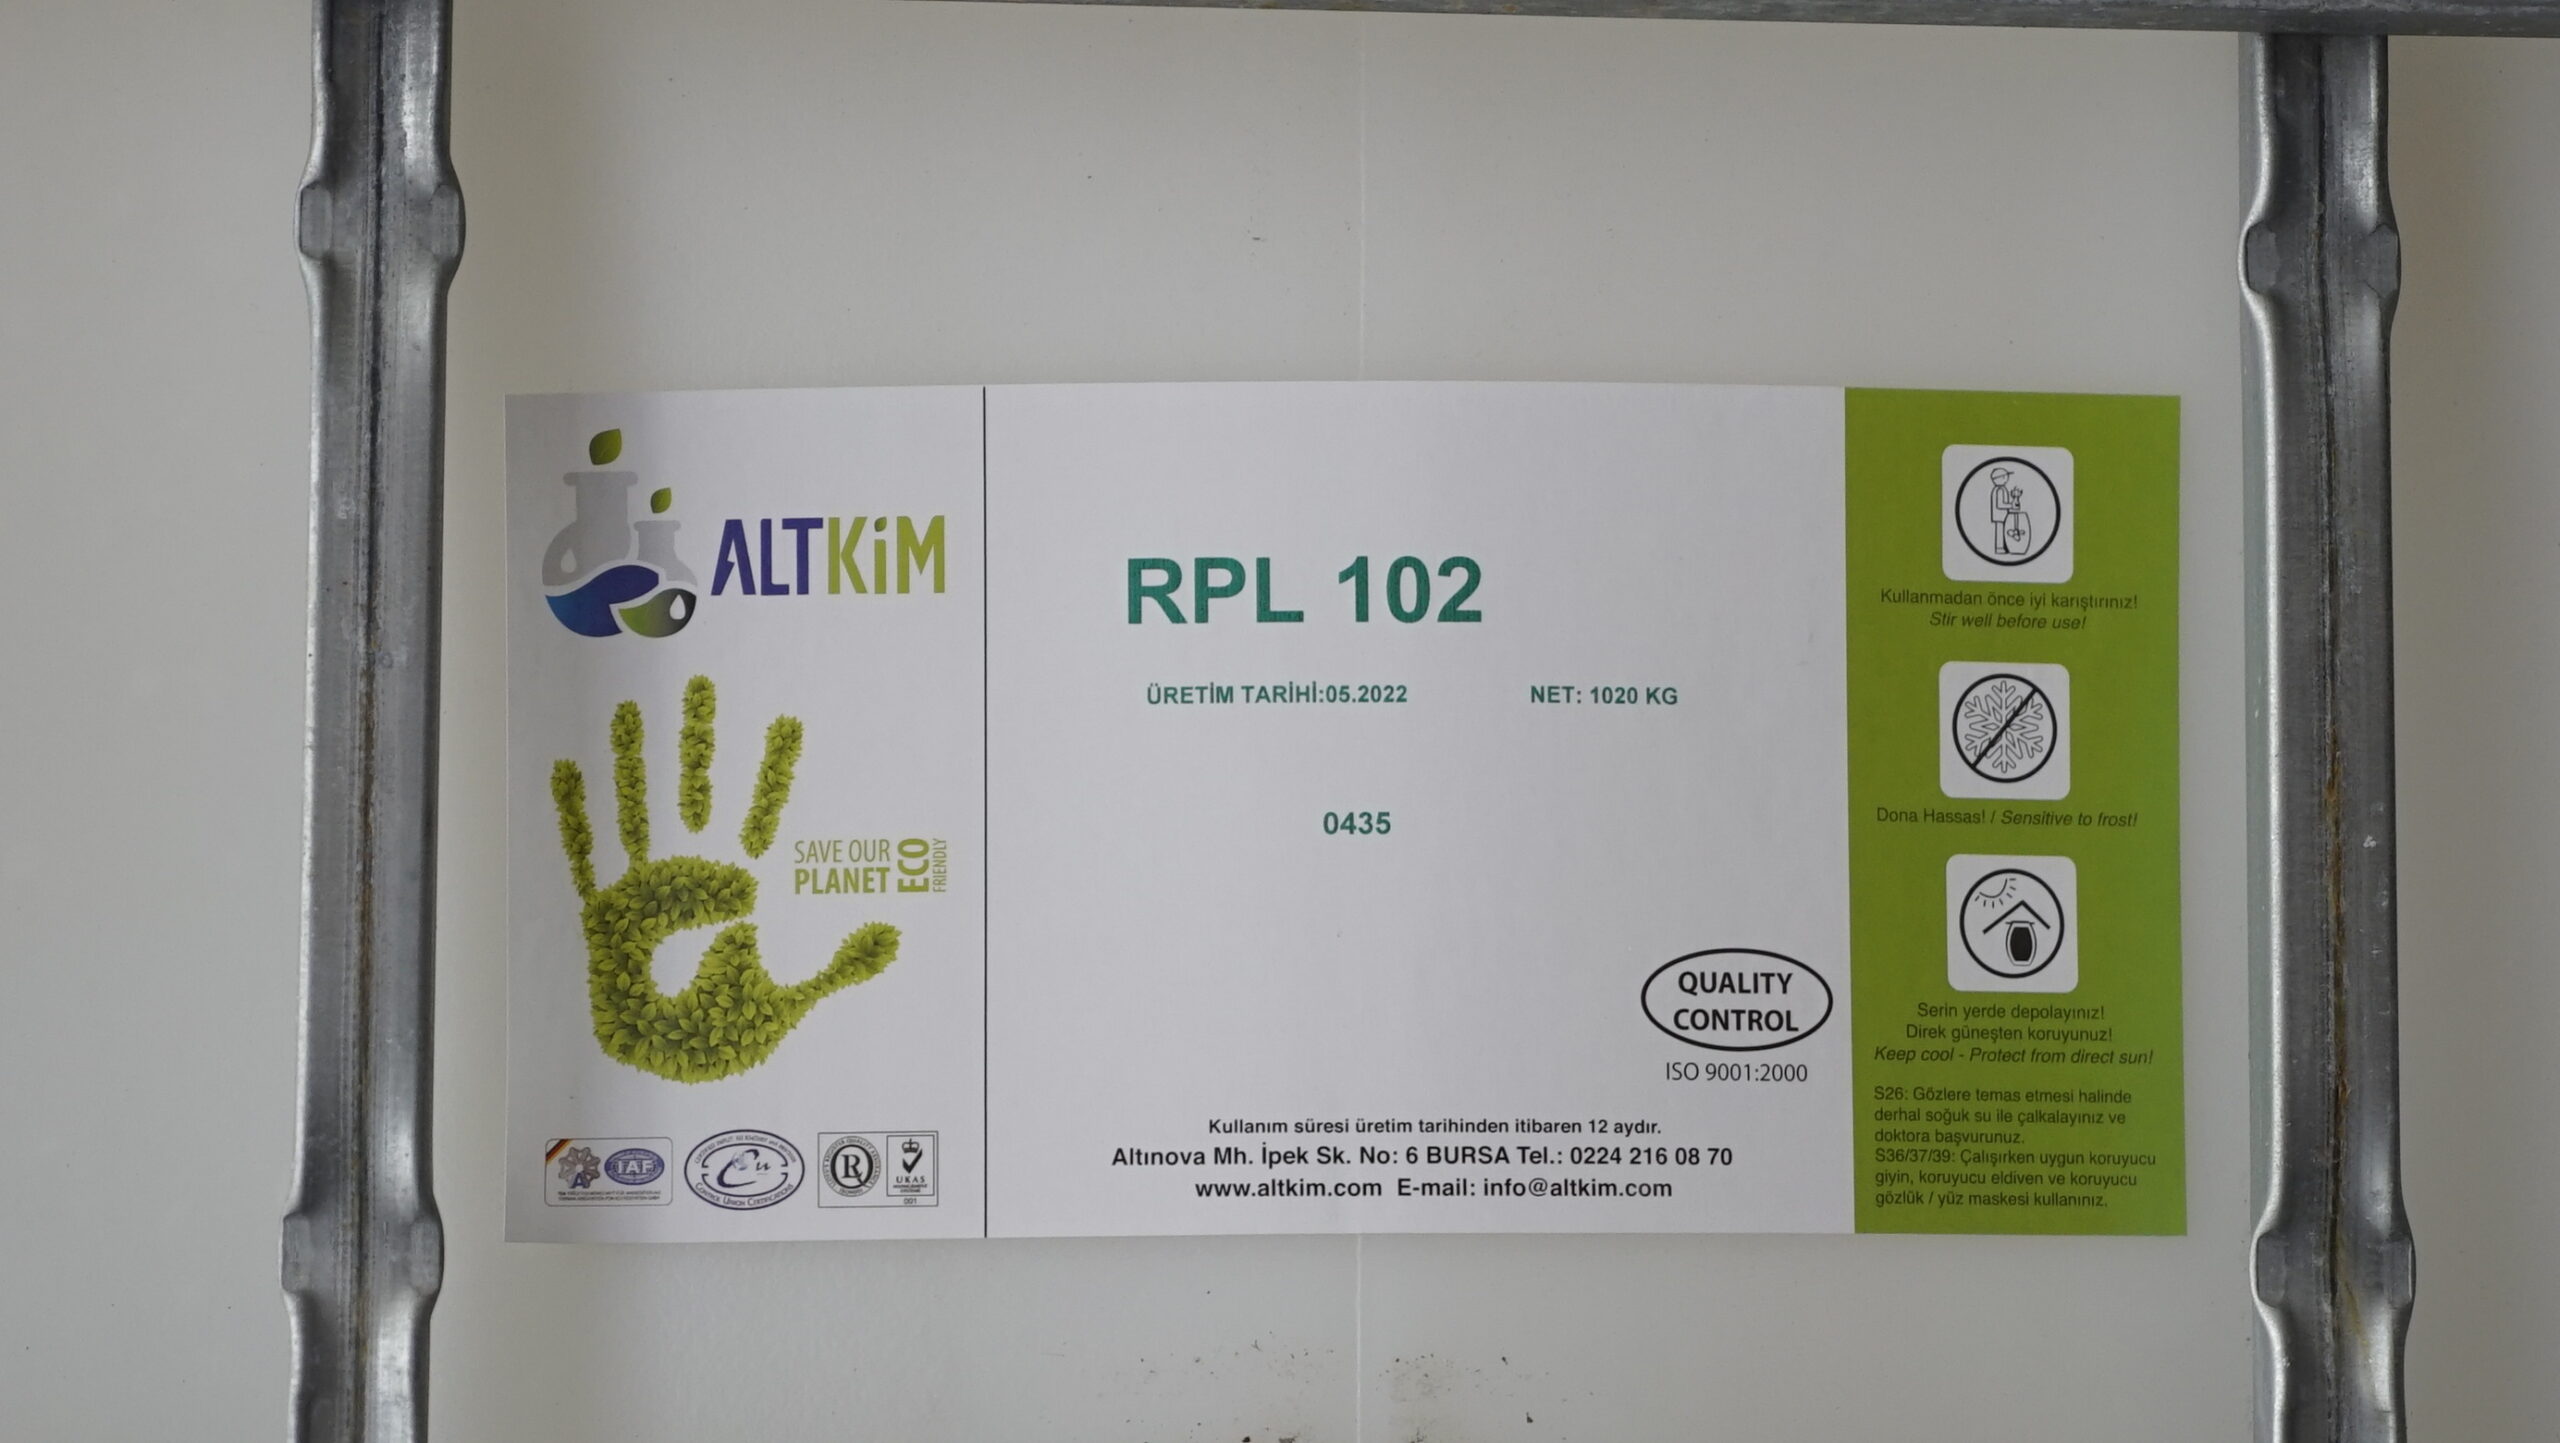 ALTKiM
SAVE OUR
PLANET
ECO
FRIENDLY
IAF
CONTROL UNION CERTIFICATIONS
UKAS
001
RPL 102
ÜRETİM TARİHİ:05.2022 NET: 1020 KG
0435
QUALITY
CONTROL
ISO 9001:2000
Kullanım süresi üretim tarihinden itibaren 12 aydır.
Altınova Mh. İpek Sk. No: 6 BURSA Tel.: 0224 216 08 70
www.altkim.com E-mail: info@altkim.com
Kullanmadan önce iyi karıştırınız!
Stir well before use!
Dona Hassas! / Sensitive to frost!
Serin yerde depolayınız!
Direk güneşten koruyunuz!
Keep cool - Protect from direct sun!
S26: Gözlere temas etmesi halinde
derhal soğuk su ile çalkalayınız ve
doktora başvurunuz.
S36/37/39: Çalışırken uygun koruyucu
giyin, koruyucu eldiven ve koruyucu
gözlük / yüz maskesi kullanınız.